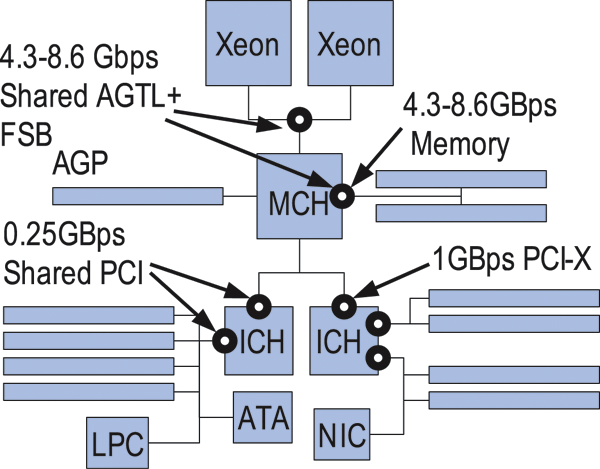 Xeon Xeon
4.3-8.6 Gbps
Shared AGTL+
FSB
4.3-8.6GBps
Memory
AGP
MCH
0.25GBps
Shared PCI
1GBps PCI-X
ICH
ICH
ATA
LPC
NIC